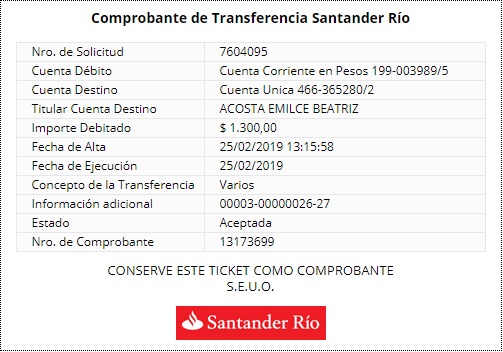 Comprobante de Transferencia Santander Río
Nro. de Solicitud 7604095
Cuenta Débito Cuenta Corriente en Pesos 199-003989/5
Cuenta Destino Cuenta Unica 466-365280/2
Titular Cuenta Destino ACOSTA EMILCE BEATRIZ
Importe Debitado $ 1.300,00
Fecha de Alta 25/02/2019 13:15:58
Fecha de Ejecución 25/02/2019
Concepto de la Transferencia Varios
Información adicional 00003-00000026-27
Estado Aceptada
Nro. de Comprobante 13173699
CONSERVE ESTE TICKET COMO COMPROBANTE
S.E.U.O.
Santander Río